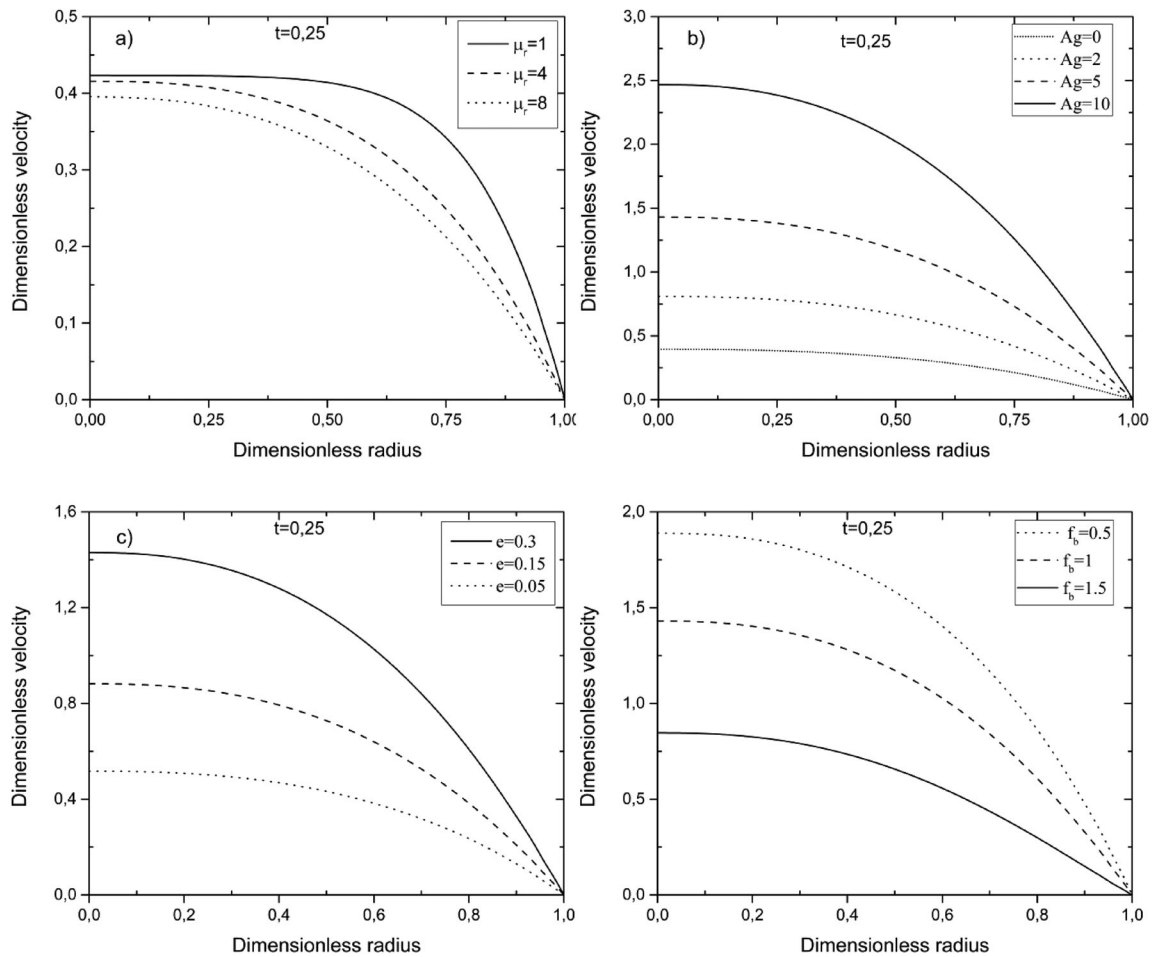 a)
t=0,25
μr=1
μr=4
μr=8
0,5
0,4
0,3
0,2
0,1
0,0
0,00
0,25
0,50
0,75
1,00
Dimensionless velocity
Dimensionless radius
b)
t=0,25
Ag=0
Ag=2
Ag=5
Ag=10
3,0
2,5
2,0
1,5
1,0
0,5
0,0
0,00
0,25
0,50
0,75
1,00
Dimensionless velocity
Dimensionless radius
c)
t=0,25
e=0.3
e=0.15
e=0.05
1,6
1,2
0,8
0,4
0,0
0,0
0,2
0,4
0,6
0,8
1,0
Dimensionless velocity
Dimensionless radius
t=0,25
fb=0.5
fb=1
fb=1.5
2,0
1,5
1,0
0,5
0,0
0,0
0,2
0,4
0,6
0,8
1,0
Dimensionless velocity
Dimensionless radius